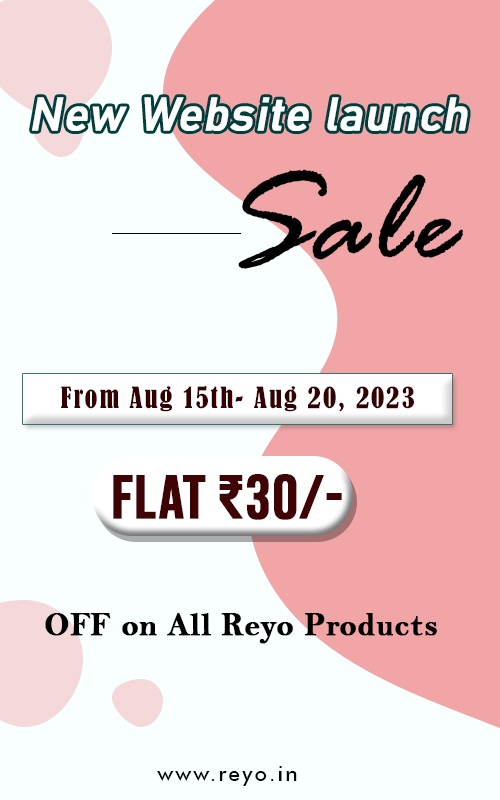 New Website launch
Sale
From Aug 15th- Aug 20, 2023
FLAT ₹30/-
OFF on All Reyo Products
www.reyo.in